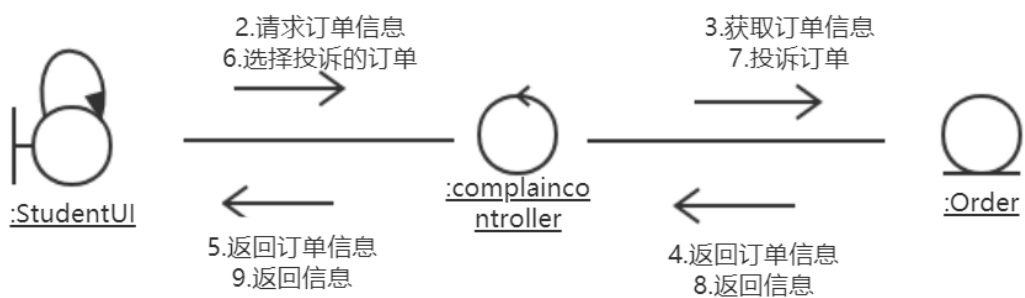 2.请求订单信息
6.选择投诉的订单
3.获取订单信息
7.投诉订单
:StudentUI
:complainco
ntroller
:Order
5.返回订单信息
9.返回信息
4.返回订单信息
8.返回信息